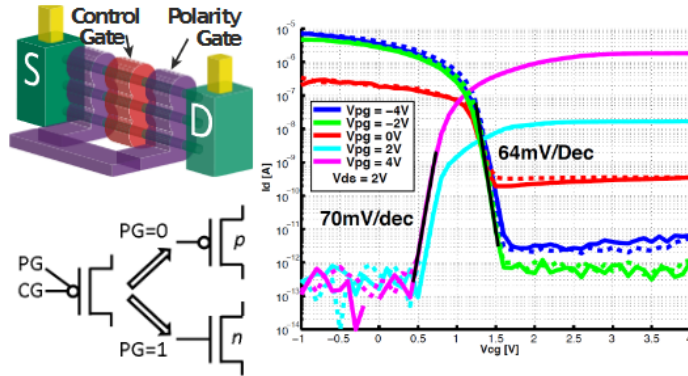 Control
Gate
Polarity
Gate
S
D
PG
CG
PG=0
p
PG=1
n
Id [A]
10^-5
10^-6
10^-7
10^-8
10^-9
10^-10
10^-11
10^-12
10^-13
10^-14
Vpg = −4V
Vpg = −2V
Vpg = 0V
Vpg = 2V
Vpg = 4V
Vds = 2V
64mV/Dec
70mV/dec
-1 -0.5 0 0.5 1 1.5 2 2.5 3 3.5 4
Vcg [V]